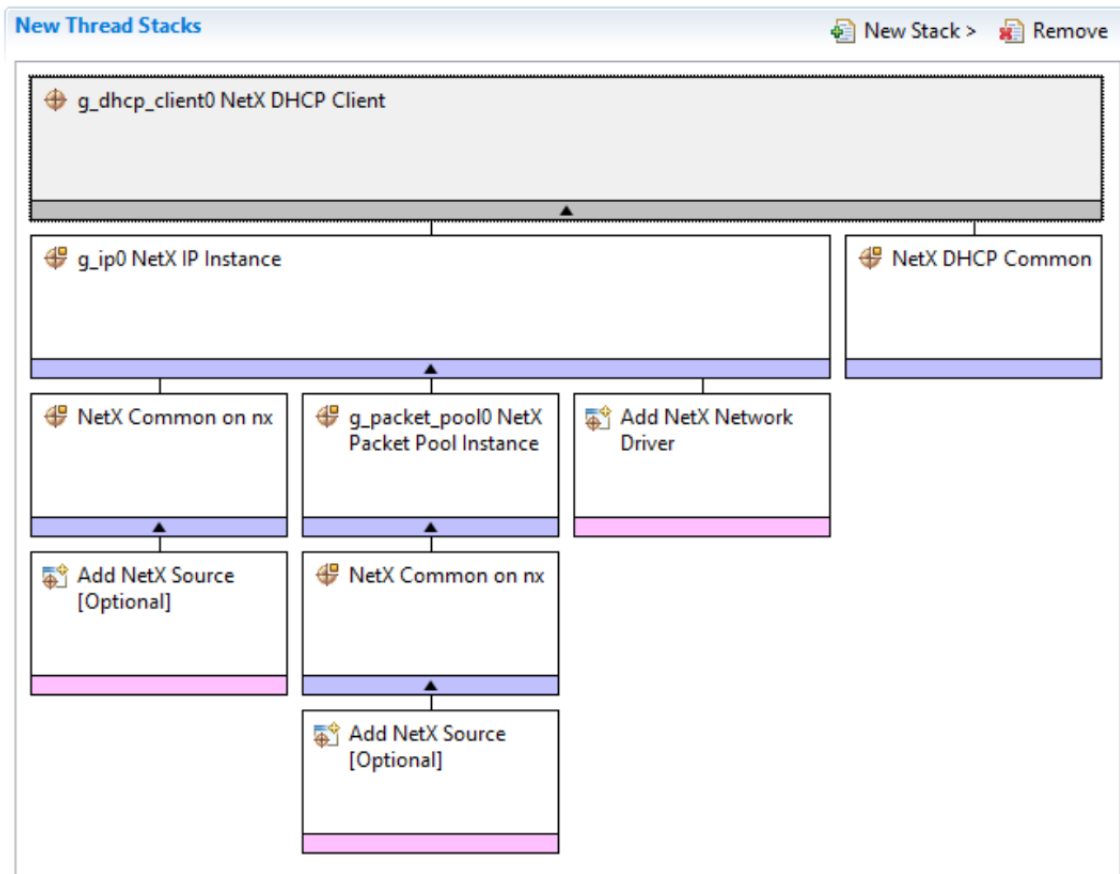 New Thread Stacks
New Stack >
Remove
g_dhcp_client0 NetX DHCP Client
g_ip0 NetX IP Instance
NetX DHCP Common
NetX Common on nx
g_packet_pool0 NetX
Packet Pool Instance
Add NetX Network
Driver
Add NetX Source
[Optional]
NetX Common on nx
Add NetX Source
[Optional]